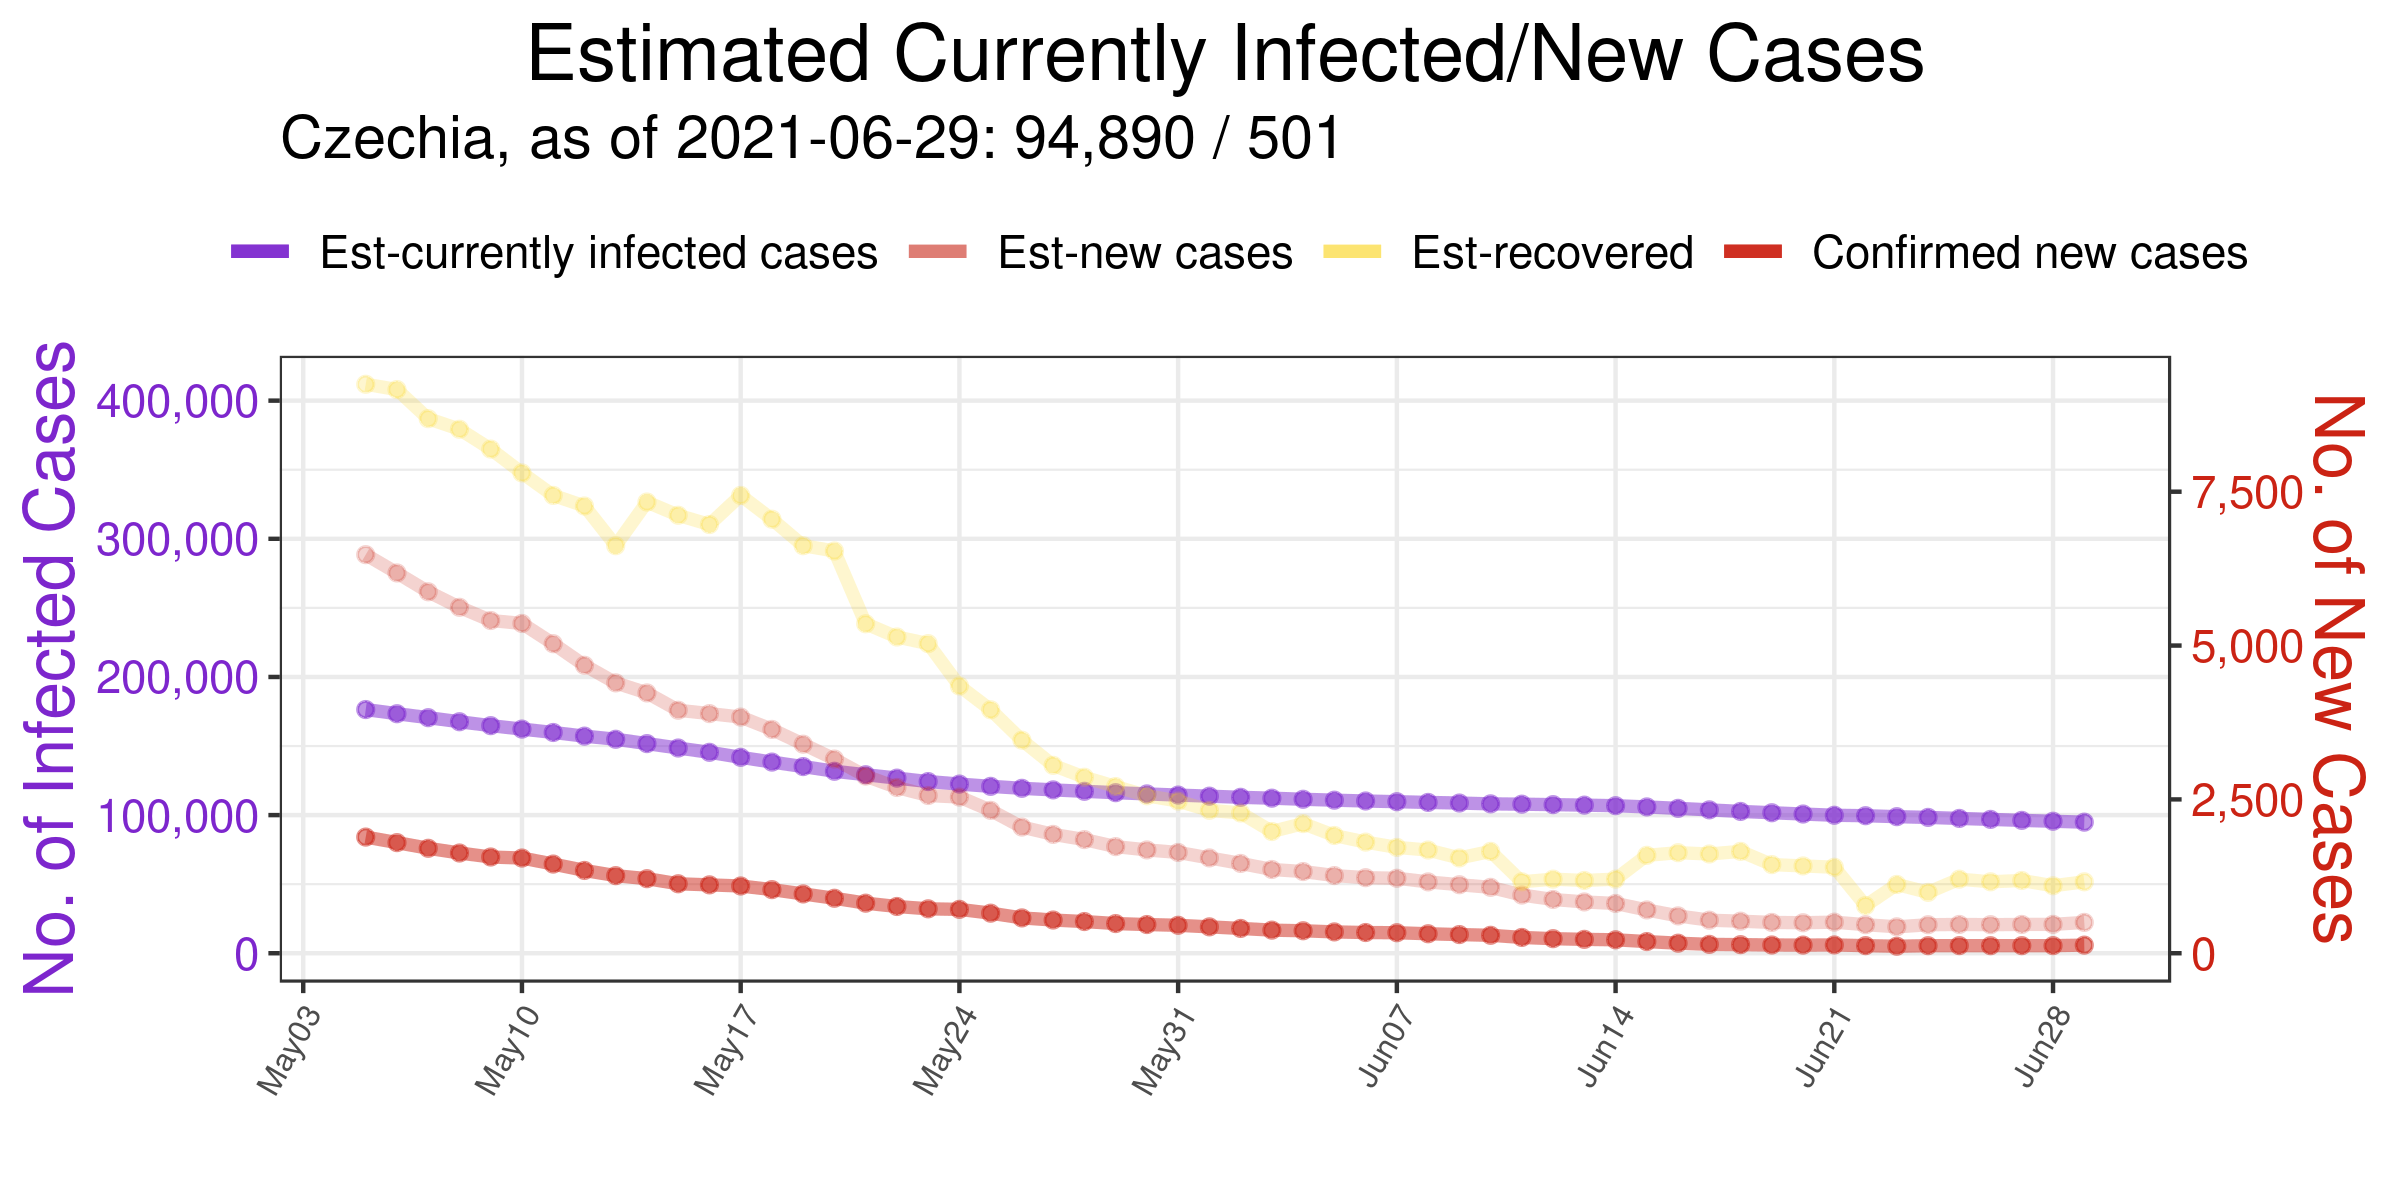 Estimated Currently Infected/New Cases
Czechia, as of 2021-06-29: 94,890 / 501
Est-currently infected cases Est-new cases Est-recovered Confirmed new cases
No. of Infected Cases
400,000
300,000
200,000
100,000
0
7,500
5,000
2,500
0
No. of New Cases
May03 May10 May17 May24 May31 Jun07 Jun14 Jun21 Jun28